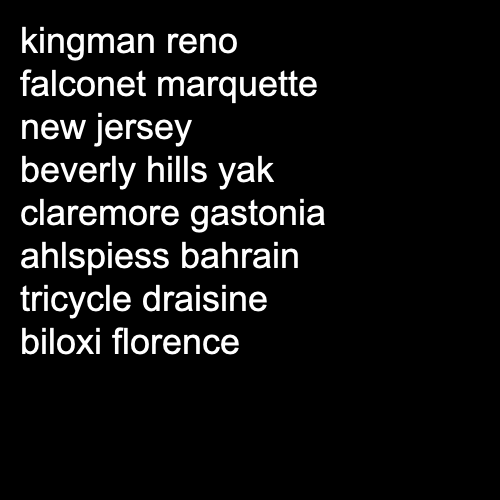 kingman reno
falconet marquette
new jersey
beverly hills yak
claremore gastonia
ahlspiess bahrain
tricycle draisine
biloxi florence